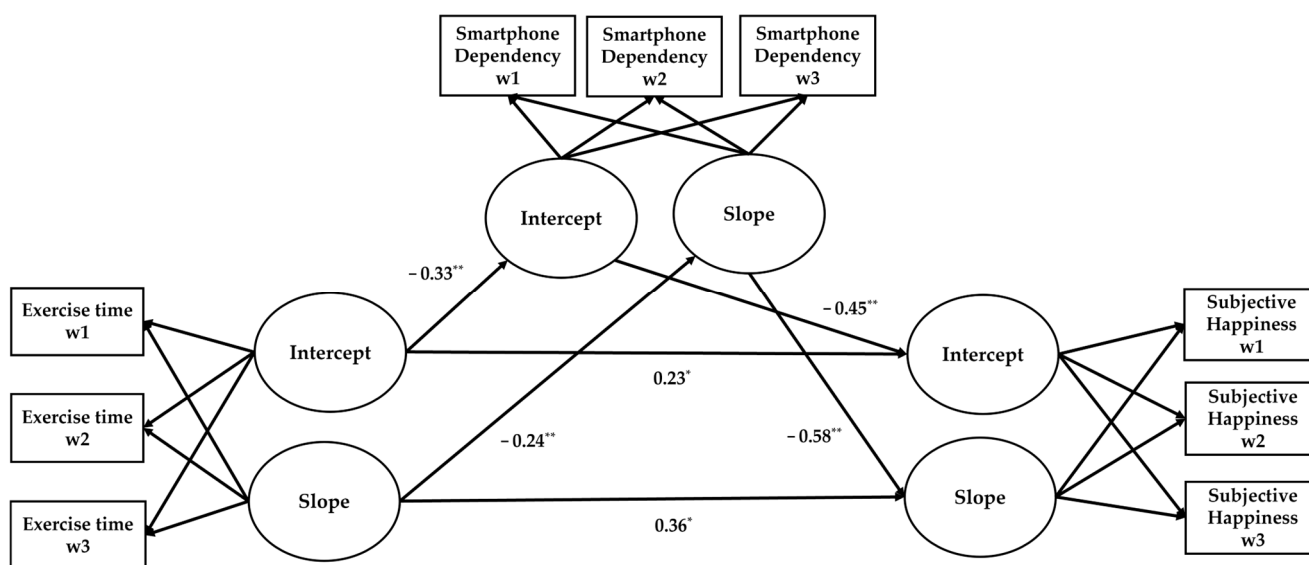 Smartphone
Dependency
w1
Smartphone
Dependency
w2
Smartphone
Dependency
w3
Intercept
Slope
− 0.33**
− 0.45**
Exercise time
w1
Exercise time
w2
Exercise time
w3
Intercept
Slope
0.23*
− 0.24**
− 0.58**
0.36*
Intercept
Slope
Subjective
Happiness
w1
Subjective
Happiness
w2
Subjective
Happiness
w3